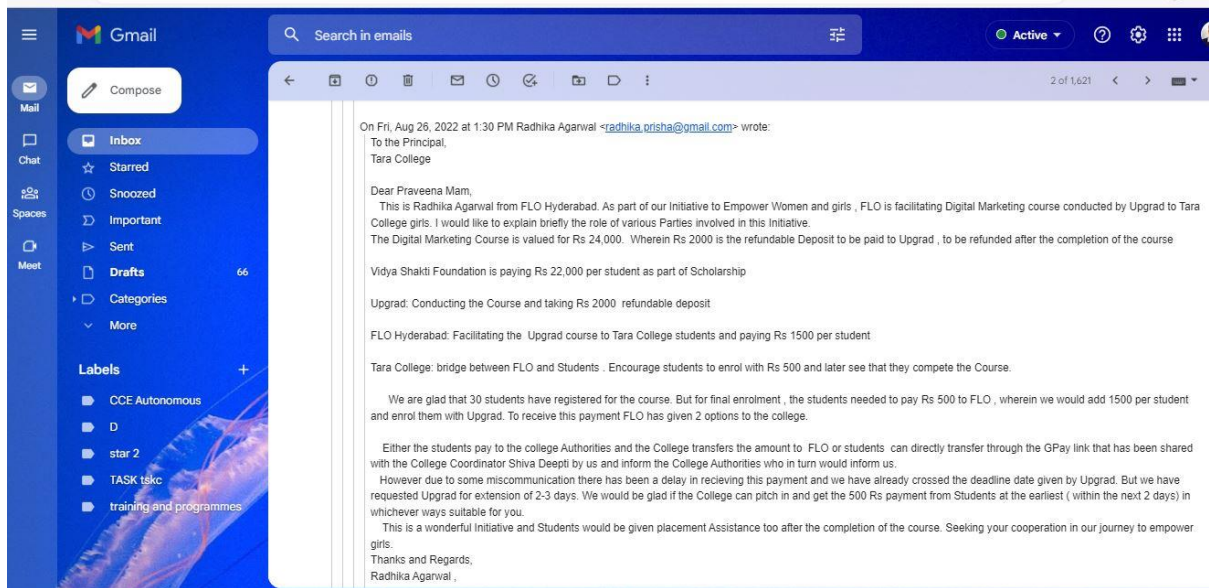 Gmail
Search in emails
Active
Mail
Chat
Spaces
Meet
Compose
Inbox
Starred
Snoozed
Important
Sent
Drafts 66
Categories
More
Labels +
CCE Autonomous
D
star 2
TASK tskc
training and programmes
2 of 1,621
On Fri, Aug 26, 2022 at 1:30 PM Radhika Agarwal <radhika.prisha@gmail.com> wrote:
To the Principal,
Tara College
Dear Praveena Mam,
This is Radhika Agarwal from FLO Hyderabad. As part of our Initiative to Empower Women and girls , FLO is facilitating Digital Marketing course conducted by Upgrad to Tara
College girls. I would like to explain briefly the role of various Parties involved in this Initiative.
The Digital Marketing Course is valued for Rs 24,000. Wherein Rs 2000 is the refundable Deposit to be paid to Upgrad , to be refunded after the completion of the course
Vidya Shakti Foundation is paying Rs 22,000 per student as part of Scholarship
Upgrad: Conducting the Course and taking Rs 2000 refundable deposit
FLO Hyderabad: Facilitating the Upgrad course to Tara College students and paying Rs 1500 per student
Tara College: bridge between FLO and Students . Encourage students to enrol with Rs 500 and later see that they compete the Course.
We are glad that 30 students have registered for the course. But for final enrolment , the students needed to pay Rs 500 to FLO , wherein we would add 1500 per student
and enrol them with Upgrad. To receive this payment FLO has given 2 options to the college.
Either the students pay to the college Authorities and the College transfers the amount to FLO or students can directly transfer through the GPay link that has been shared
with the College Coordinator Shiva Deepti by us and inform the College Authorities who in turn would inform us.
However due to some miscommunication there has been a delay in recieving this payment and we have already crossed the deadline date given by Upgrad. But we have
requested Upgrad for extension of 2-3 days. We would be glad if the College can pitch in and get the 500 Rs payment from Students at the earliest ( within the next 2 days) in
whichever ways suitable for you.
This is a wonderful Initiative and Students would be given placement Assistance too after the completion of the course. Seeking your cooperation in our journey to empower
girls.
Thanks and Regards,
Radhika Agarwal ,